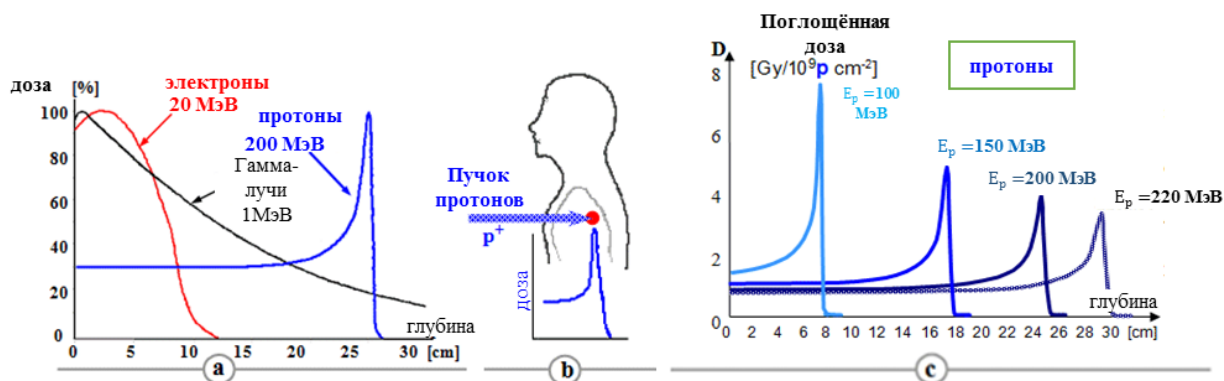 доза
[%]
электроны
20 МэВ
100
80
60
40
20
0
протоны
200 МэВ
Гамма-
лучи
1МэВ
глубина
0
5
10
15
20
25
30
[cm]
a
Пучок
протонов
p⁺
доза
b
Поглощённая
доза
D
[Gy/10⁹p cm⁻²]
протоны
8
6
4
2
0
Eₚ =100
МэВ
Eₚ =150 МэВ
Eₚ =200 МэВ
Eₚ =220 МэВ
глубина
0 2 4 6 8 10 12 14 16 18 20 22 24 26 28 30 [cm]
c